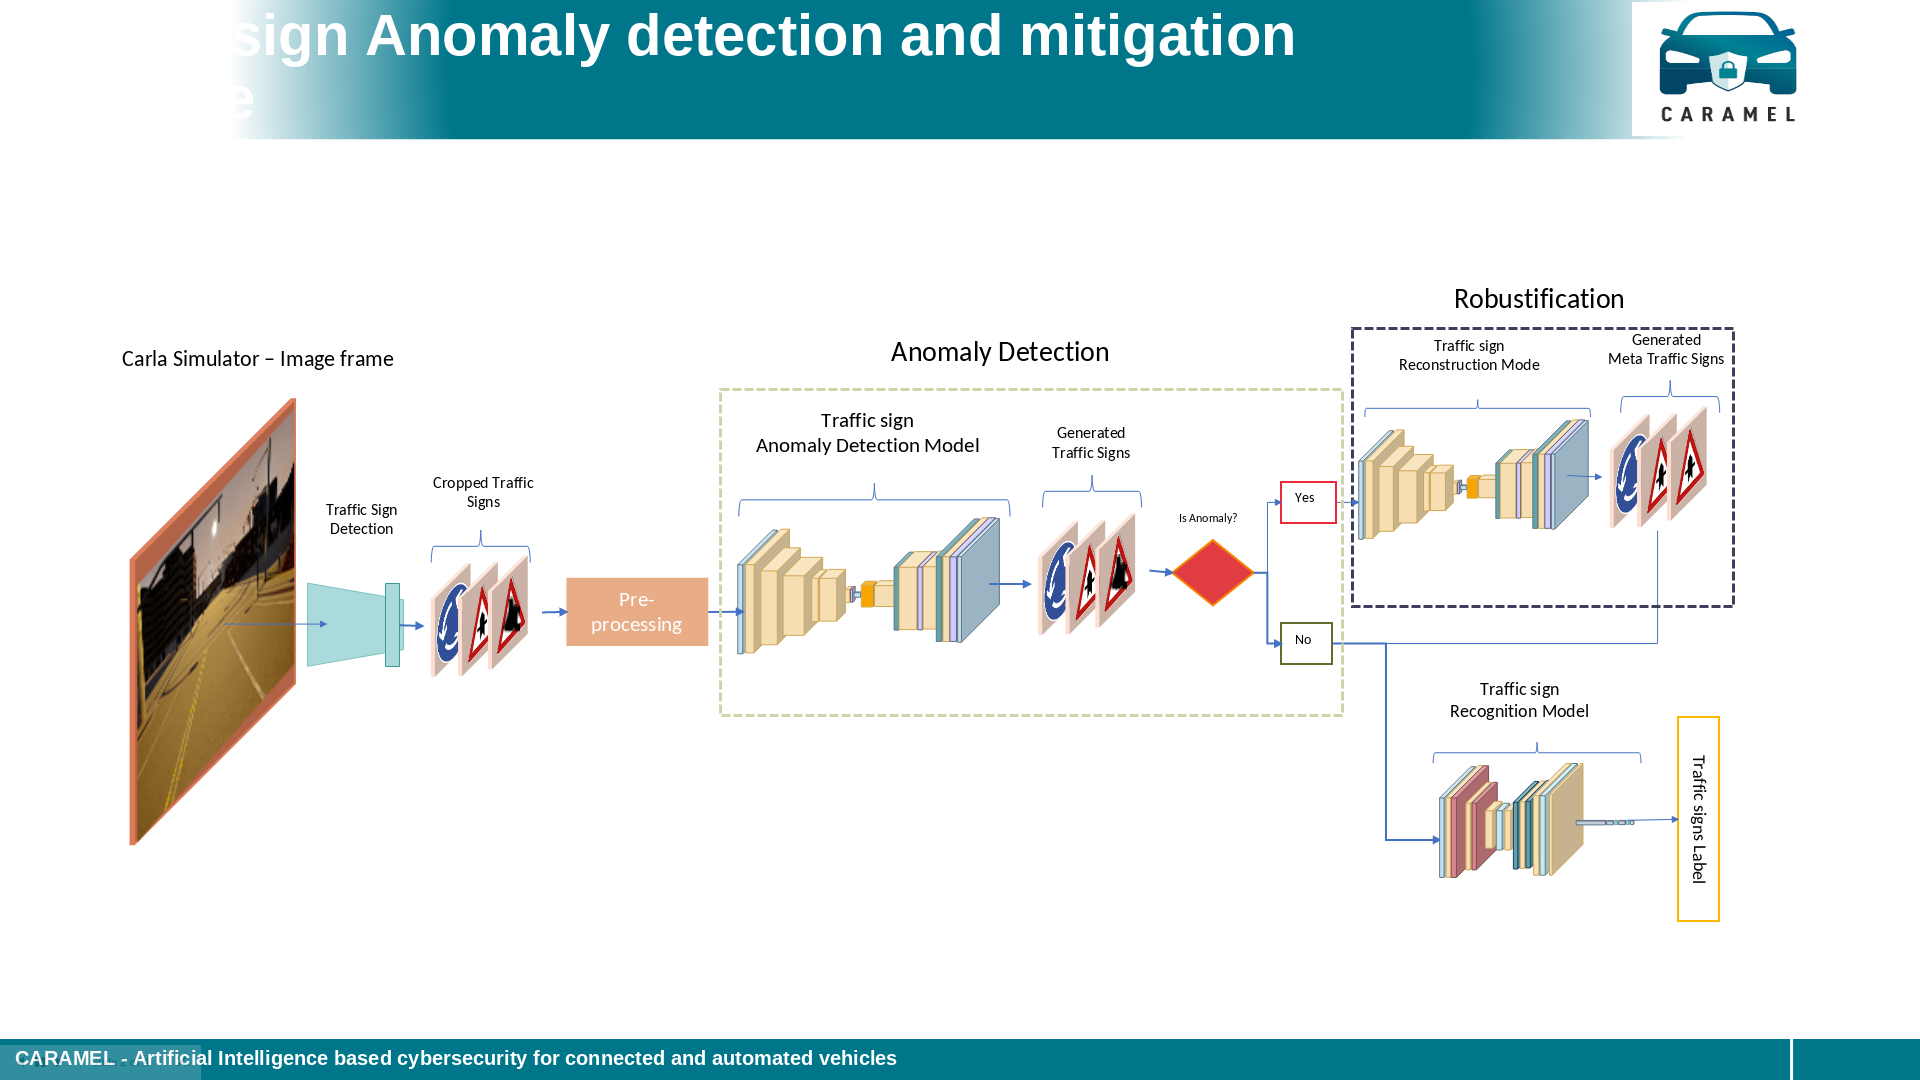 sign Anomaly detection and mitigation
e
CARAMEL
Robustification
Generated
Meta Traffic Signs
Traffic sign
Reconstruction Mode
Anomaly Detection
Carla Simulator – Image frame
Traffic sign
Anomaly Detection Model
Generated
Traffic Signs
Cropped Traffic
Signs
Traffic Sign
Detection
Is Anomaly?
Yes
Pre-
processing
No
Traffic sign
Recognition Model
Traffic signs Label
CARAMEL - Artificial Intelligence based cybersecurity for connected and automated vehicles